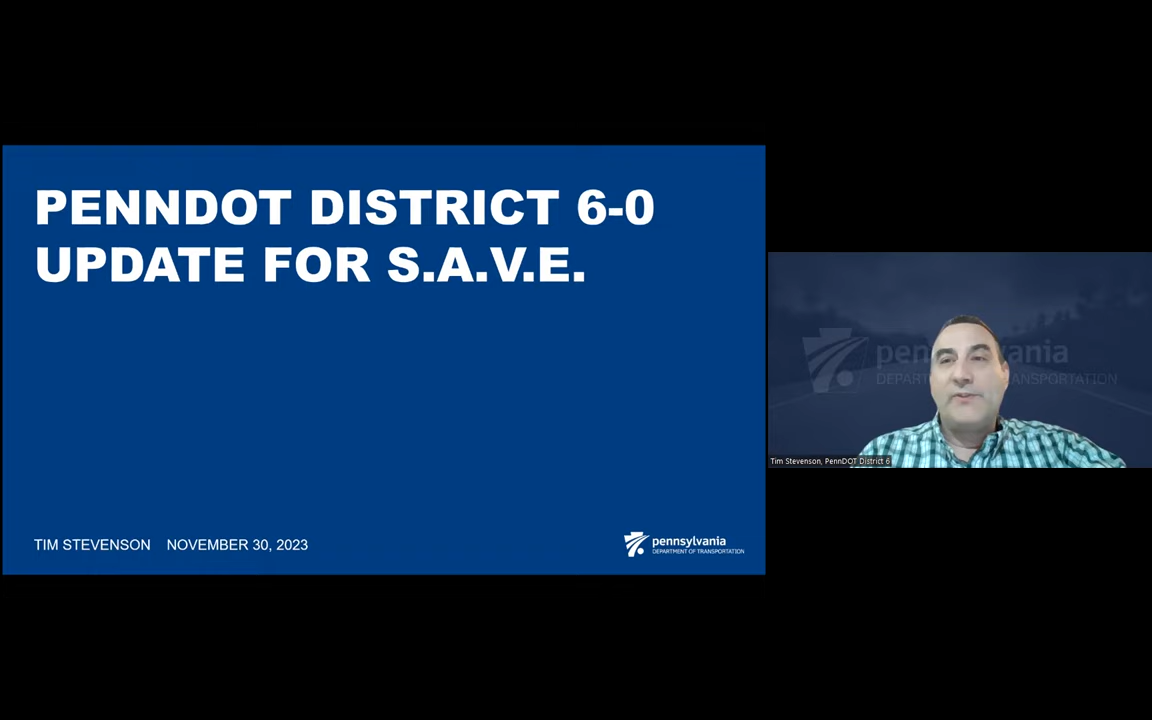 PENNDOT DISTRICT 6-0
UPDATE FOR S.A.V.E.
TIM STEVENSON NOVEMBER 30, 2023
pennsylvania
DEPARTMENT OF TRANSPORTATION
Tim Stevenson, PennDOT District 6